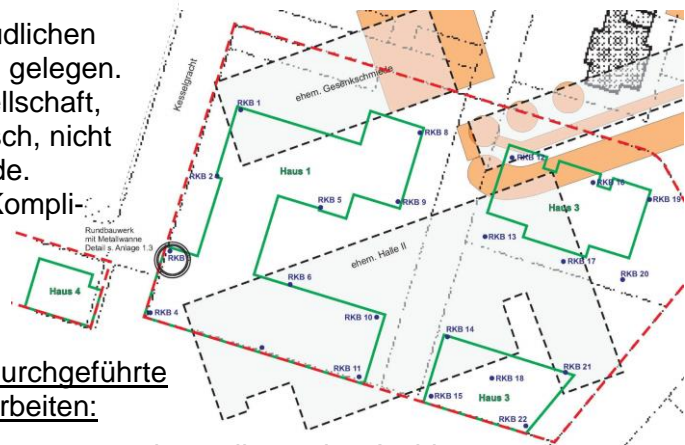 udlichen
gelegen.
ellschaft,
sch, nicht
de.
Kompli-
urchgeführte
rbeiten:
Kesselgracht
ehem. Gesenkschmiede
RKB 1
RKB 8
Haus 1
RKB 2
RKB 5
RKB 9
RKB 12
RKB 16
RKB 19
Haus 3
Rundbauwerk
mit Metallwanne
Detail s. Anlage 1.3
RKB
ehem. Halle II
RKB 13
RKB 17
RKB 20
Haus 4
RKB 6
RKB 4
RKB 10
RKB 14
RKB 11
RKB 18
RKB 21
RKB 15
Haus 3
RKB 22